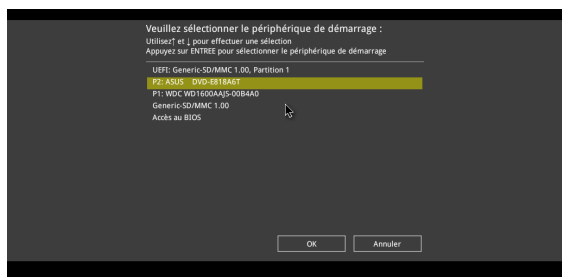 Veuillez sélectionner le périphérique de démarrage :
Utilisez↑ et ↓ pour effectuer une sélection
Appuyez sur ENTREE pour sélectionner le périphérique de démarrage
UEFI: Generic-SD/MMC 1.00, Partition 1
P2: ASUS DVD-E818A6T
P1: WDC WD1600AAJS-00B4A0
Generic-SD/MMC 1.00
Accès au BIOS
OK Annuler